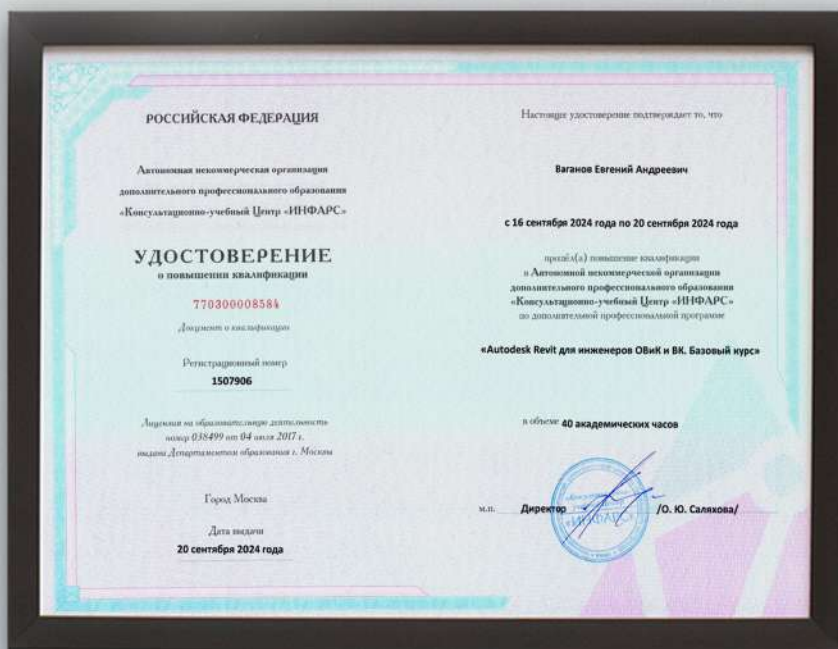 РОССИЙСКАЯ ФЕДЕРАЦИЯ
Автономная некоммерческая организация
дополнительного профессионального образования
«Консультационно-учебный Центр «ИНФАРС»
УДОСТОВЕРЕНИЕ
о повышении квалификации
770300008584
Документ о квалификации
Регистрационный номер
1507906
Лицензия на образовательную деятельность
номер 038499 от 04 июля 2017 г.
выдана Департаментом образования г. Москвы
Город Москва
Дата выдачи
20 сентября 2024 года
Настоящее удостоверение подтверждает то, что
Ваганов Евгений Андреевич
с 16 сентября 2024 года по 20 сентября 2024 года
прошёл(а) повышение квалификации
в Автономной некоммерческой организации
дополнительного профессионального образования
«Консультационно-учебный Центр «ИНФАРС»
по дополнительной профессиональной программе
«Autodesk Revit для инженеров ОВиК и ВК. Базовый курс»
в объеме 40 академических часов
м.п. Директор /О. Ю. Саляхова/
«ИНФАРС»